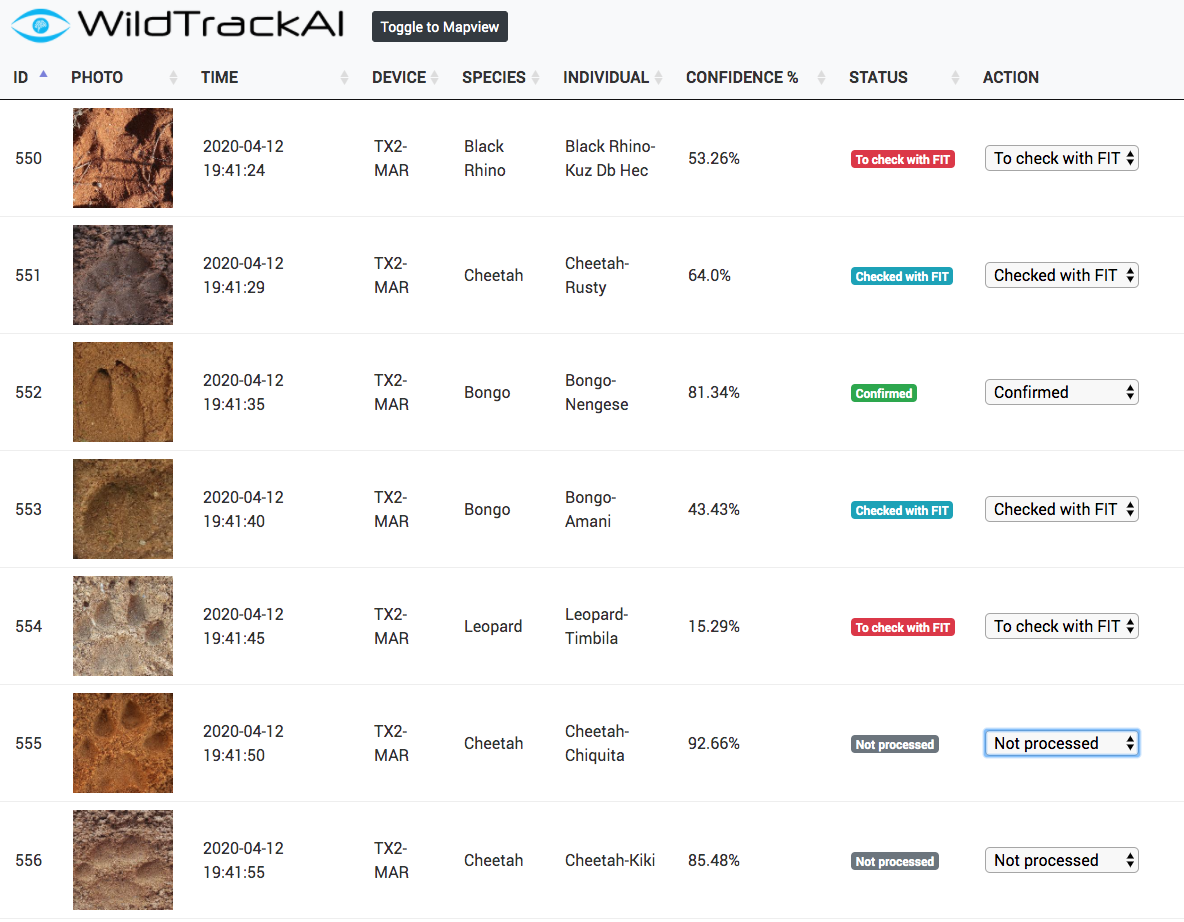 WildTrackAI Toggle to Mapview
ID PHOTO TIME DEVICE SPECIES INDIVIDUAL CONFIDENCE % STATUS ACTION
550 2020-04-12 19:41:24 TX2-MAR Black Rhino Black Rhino-Kuz Db Hec 53.26% To check with FIT To check with FIT
551 2020-04-12 19:41:29 TX2-MAR Cheetah Cheetah-Rusty 64.0% Checked with FIT Checked with FIT
552 2020-04-12 19:41:35 TX2-MAR Bongo Bongo-Nengese 81.34% Confirmed Confirmed
553 2020-04-12 19:41:40 TX2-MAR Bongo Bongo-Amani 43.43% Checked with FIT Checked with FIT
554 2020-04-12 19:41:45 TX2-MAR Leopard Leopard-Timbila 15.29% To check with FIT To check with FIT
555 2020-04-12 19:41:50 TX2-MAR Cheetah Cheetah-Chiquita 92.66% Not processed Not processed
556 2020-04-12 19:41:55 TX2-MAR Cheetah Cheetah-Kiki 85.48% Not processed Not processed